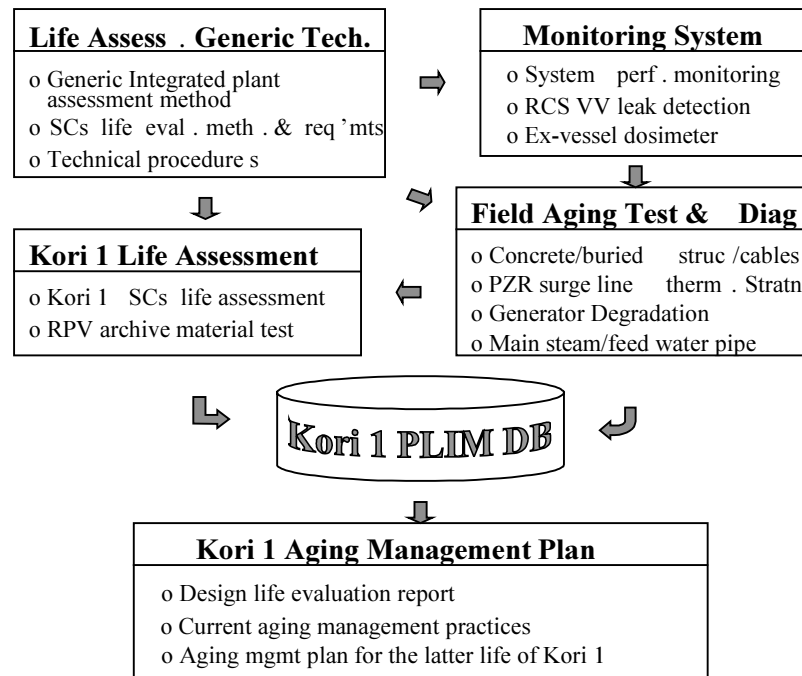 Life Assess . Generic Tech.
o Generic Integrated plant
assessment method
o SCs life eval . meth . & req ’mts
o Technical procedure s
Monitoring System
o System perf . monitoring
o RCS VV leak detection
o Ex-vessel dosimeter
Kori 1 Life Assessment
o Kori 1 SCs life assessment
o RPV archive material test
Field Aging Test & Diag
o Concrete/buried struc /cables
o PZR surge line therm . Stratn
o Generator Degradation
o Main steam/feed water pipe
Kori 1 PLIM DB
Kori 1 Aging Management Plan
o Design life evaluation report
o Current aging management practices
o Aging mgmt plan for the latter life of Kori 1